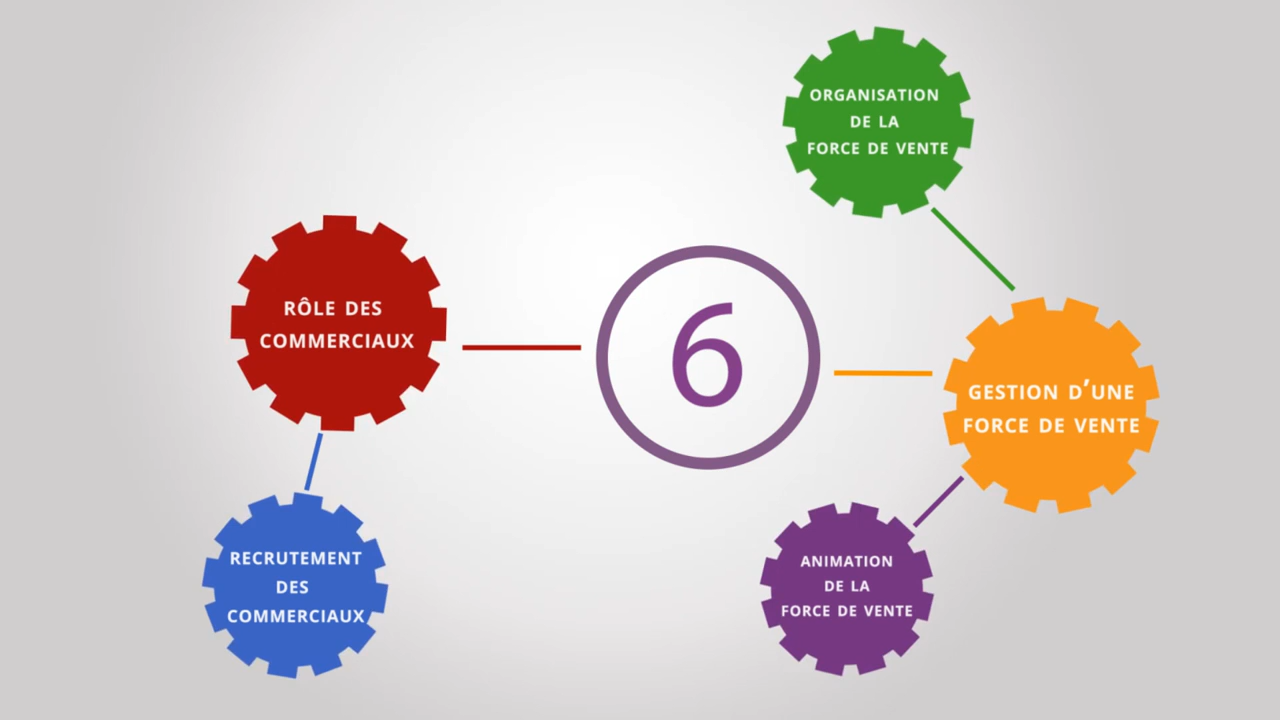 ORGANISATION
DE LA
FORCE DE VENTE
RÔLE DES
COMMERCIAUX
6
GESTION D'UNE
FORCE DE VENTE
RECRUTEMENT
DES
COMMERCIAUX
ANIMATION
DE LA
FORCE DE VENTE